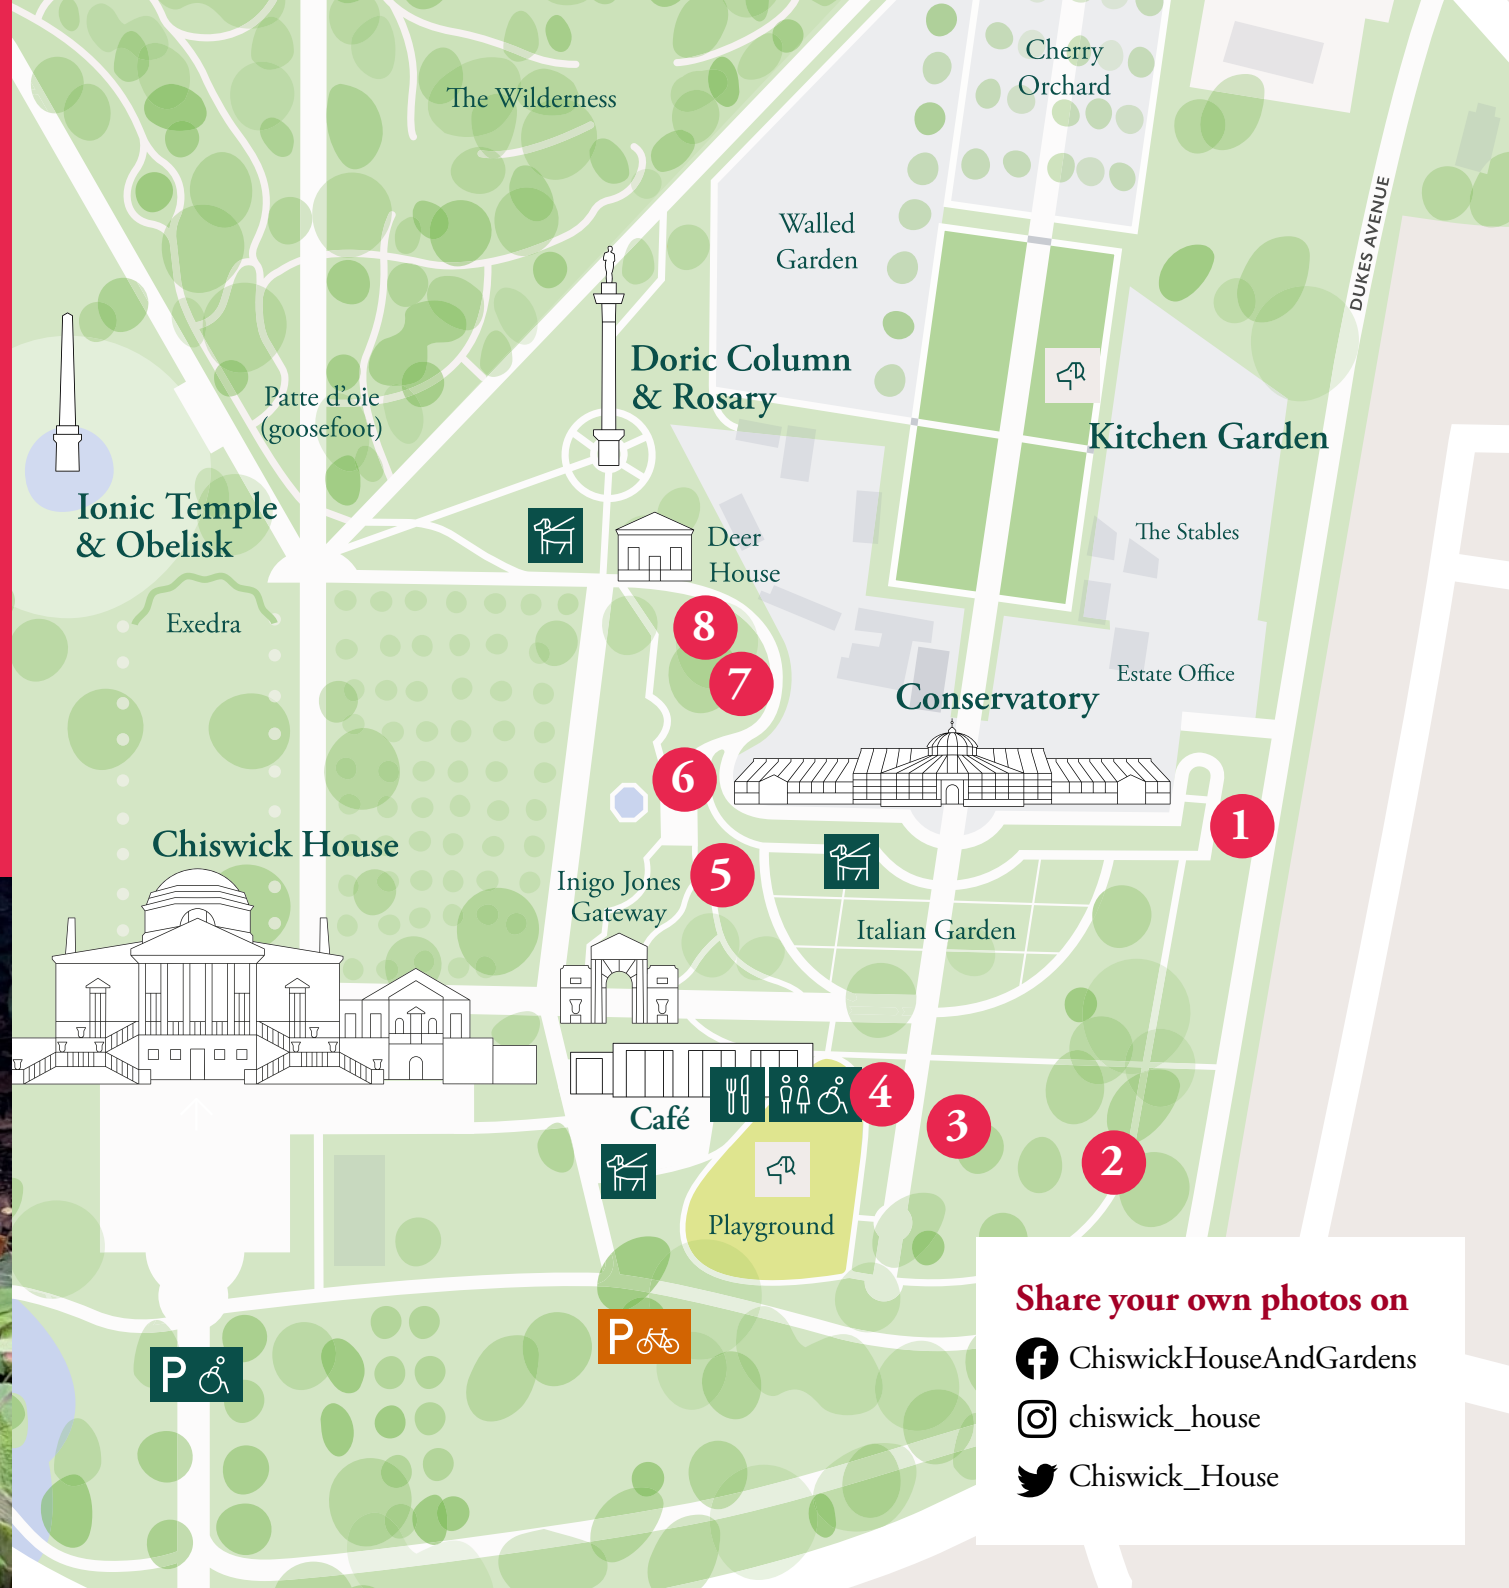 Cherry
Orchard
The Wilderness
DUKES AVENUE
Walled
Garden
Doric Column
& Rosary
Patte d’oie
(goosefoot)
Kitchen Garden
Ionic Temple
& Obelisk
The Stables
Deer
House
Exedra
8
7
Estate Office
Conservatory
6
1
Chiswick House
5
Inigo Jones
Gateway
Italian Garden
4
Café
3
2
Playground
Share your own photos on
P
ChiswickHouseAndGardens
P
chiswick_house
Chiswick_House